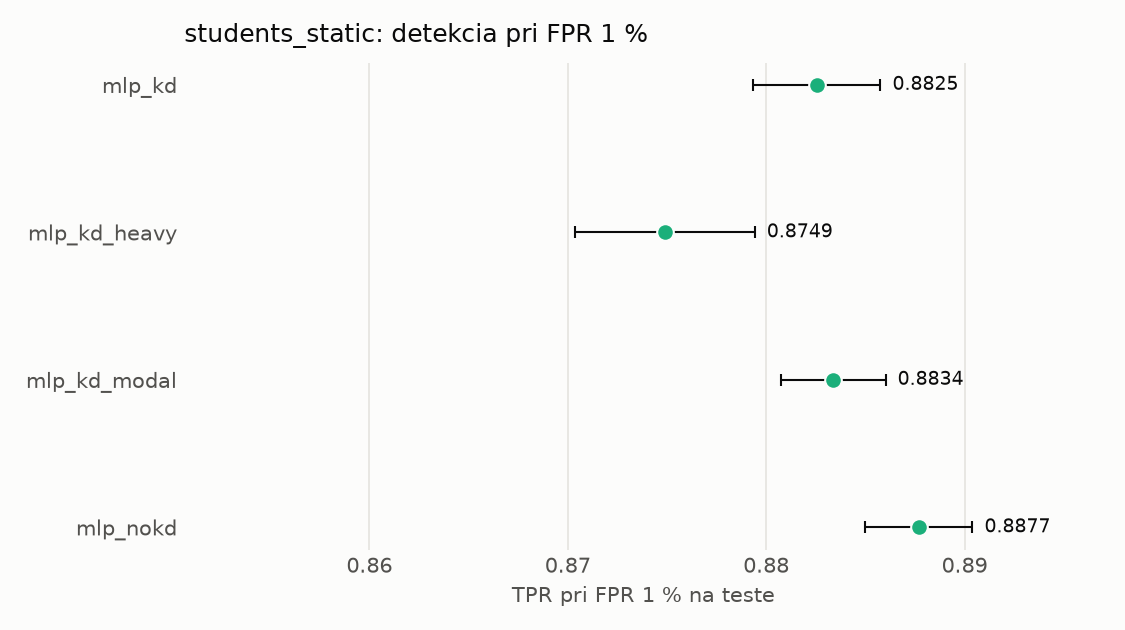 students_static: detekcia pri FPR 1 %
mlp_kd
0.8825
mlp_kd_heavy
0.8749
mlp_kd_modal
0.8834
mlp_nokd
0.8877
0.86
0.87
0.88
0.89
TPR pri FPR 1 % na teste